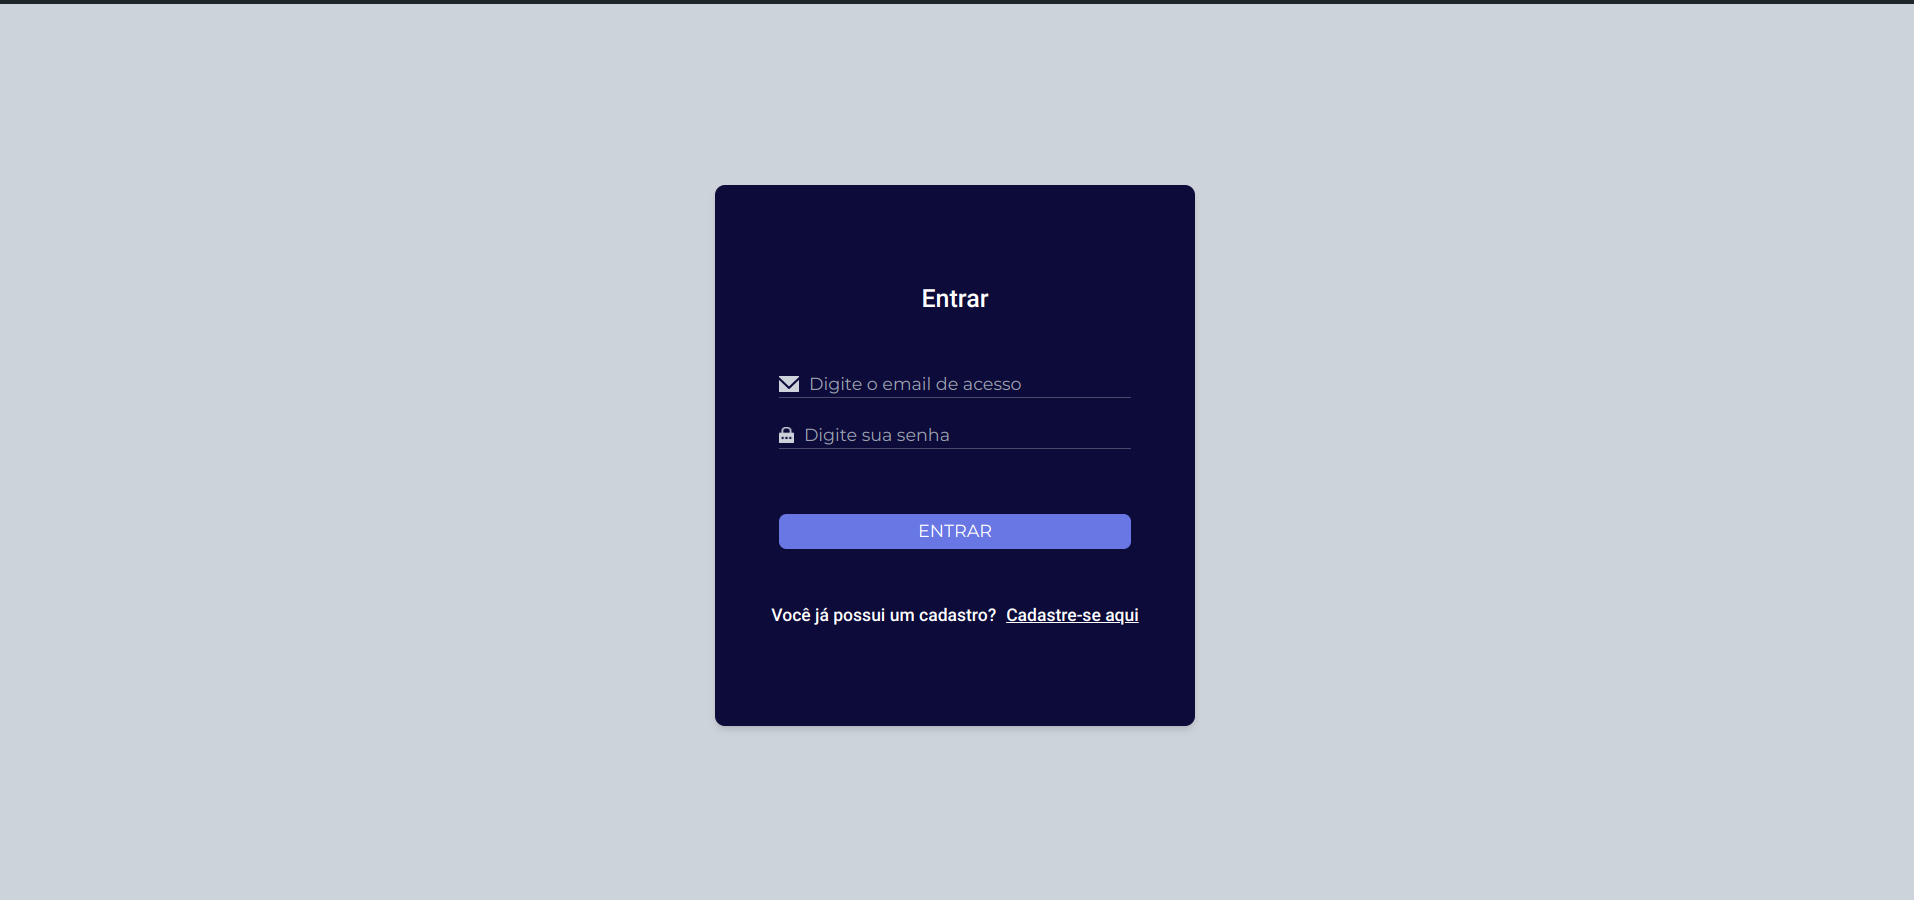 Entrar
Digite o email de acesso
Digite sua senha
ENTRAR
Você já possui um cadastro? Cadastre-se aqui